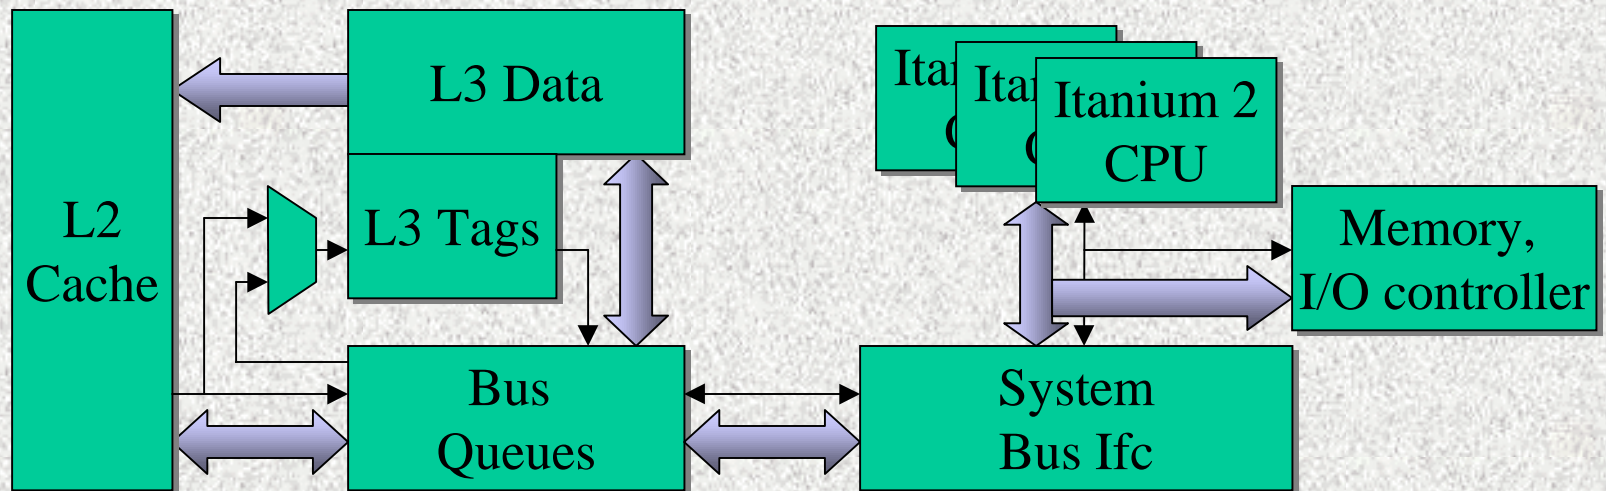 L2
Cache
L3 Data
L3 Tags
Bus
Queues
Itanium 2
CPU
Memory,
I/O controller
System
Bus Ifc